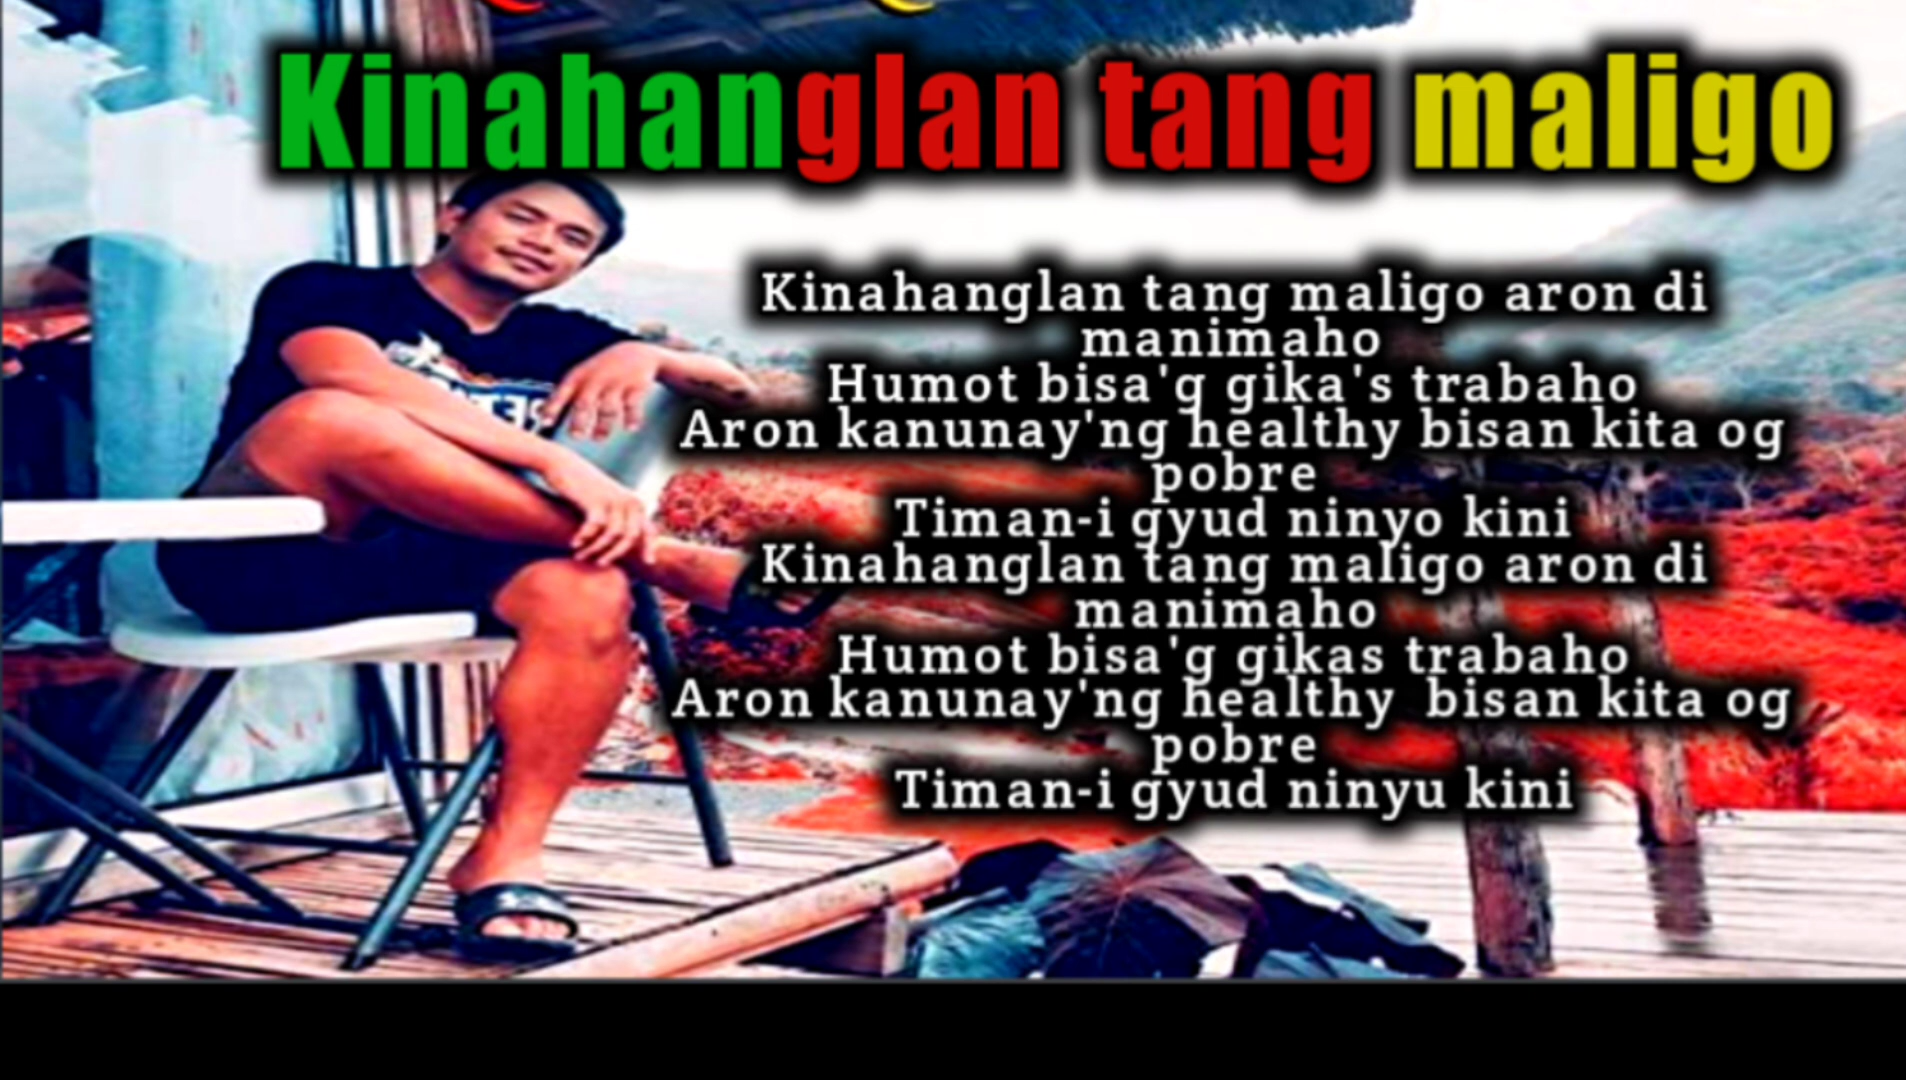 Kinahanglan tang maligo
Kinahanglan tang maligo aron di
manimaho
Humot bisa'g gika's trabaho
Aron kanunay'ng healthy bisan kita og
pobre
Timan-i gyud ninyo kini
Kinahanglan tang maligo aron di
manimaho
Humot bisa'g gikas trabaho
Aron kanunay'ng healthy  bisan kita og
pobre
Timan-i gyud ninyu kini